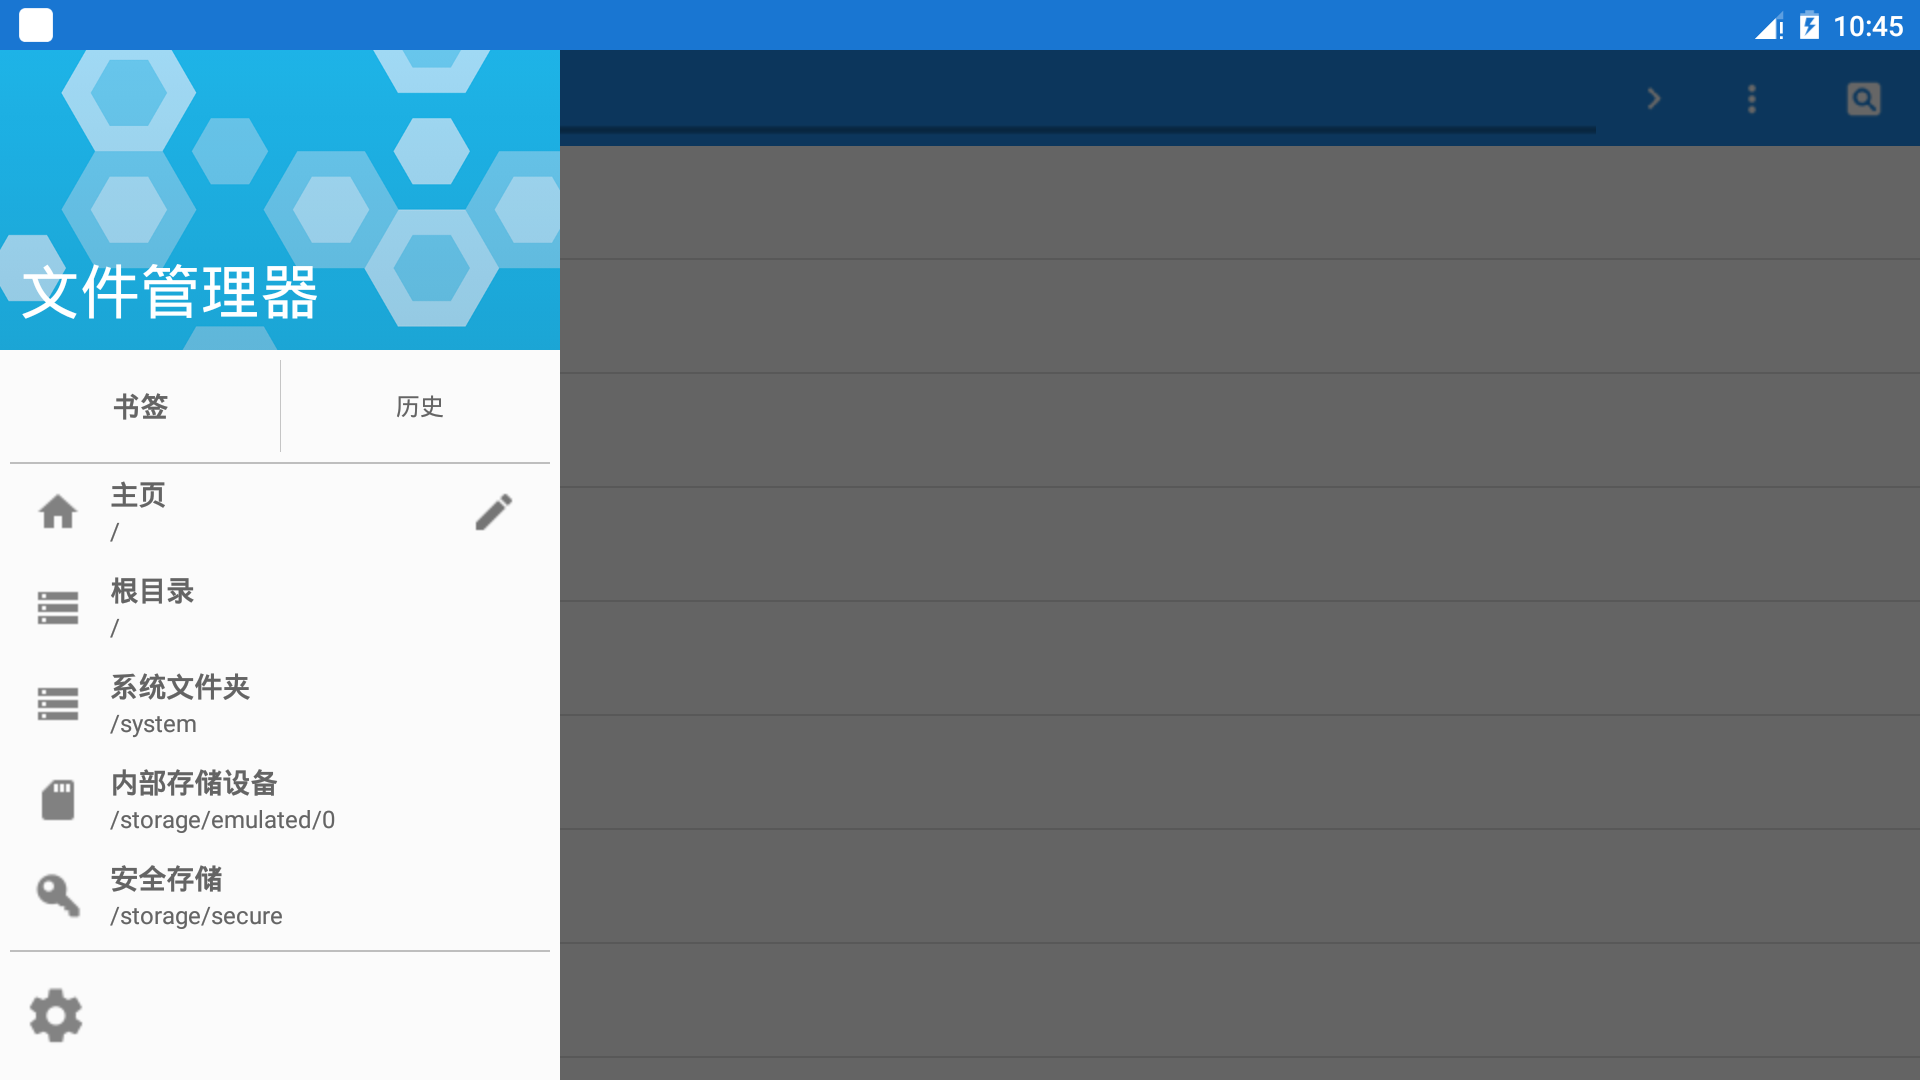 10:45
文件管理器
书签
历史
主页
/
根目录
/
系统文件夹
/system
内部存储设备
/storage/emulated/0
安全存储
/storage/secure